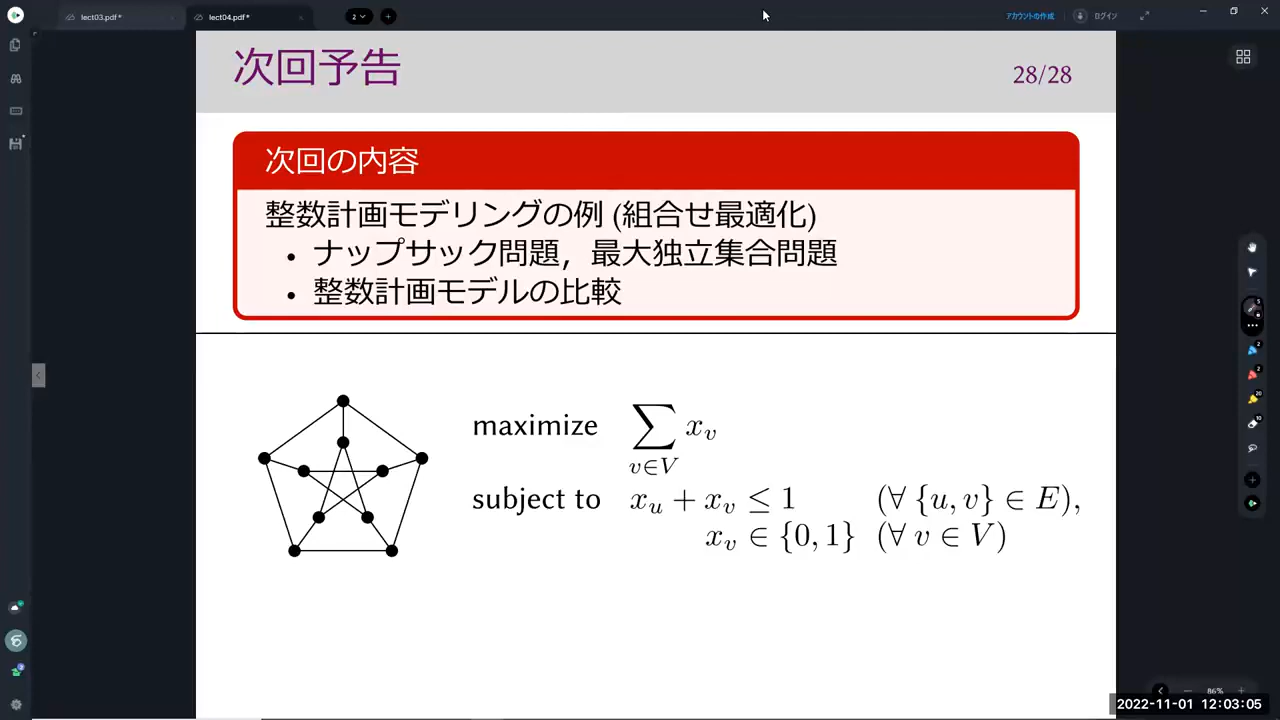 lect03.pdf*
lect04.pdf*
2
アカウントの作成
ログイン
次回予告
28/28
次回の内容
整数計画モデリングの例 (組合せ最適化)
• ナップサック問題，最大独立集合問題
• 整数計画モデルの比較
maximize ∑ x_v
v∈V
subject to x_u + x_v ≤ 1 (∀ {u, v} ∈ E),
x_v ∈ {0, 1} (∀ v ∈ V)
86%
2022-11-01 12:03:05